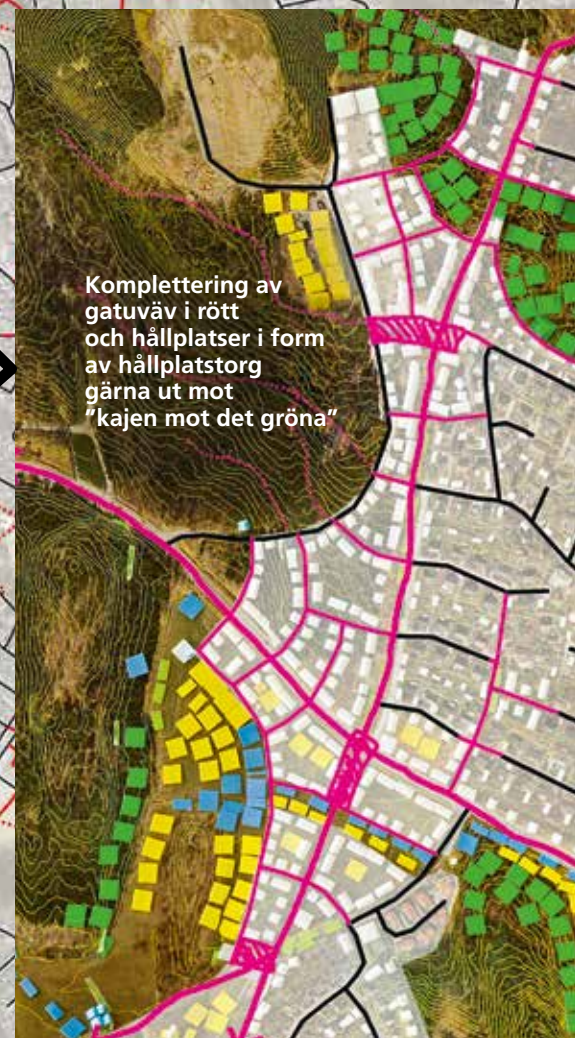 Komplettering av
gatuväv i rött
och hållplatser i form
av hållplatstorg
gärna ut mot
”kajen mot det gröna”